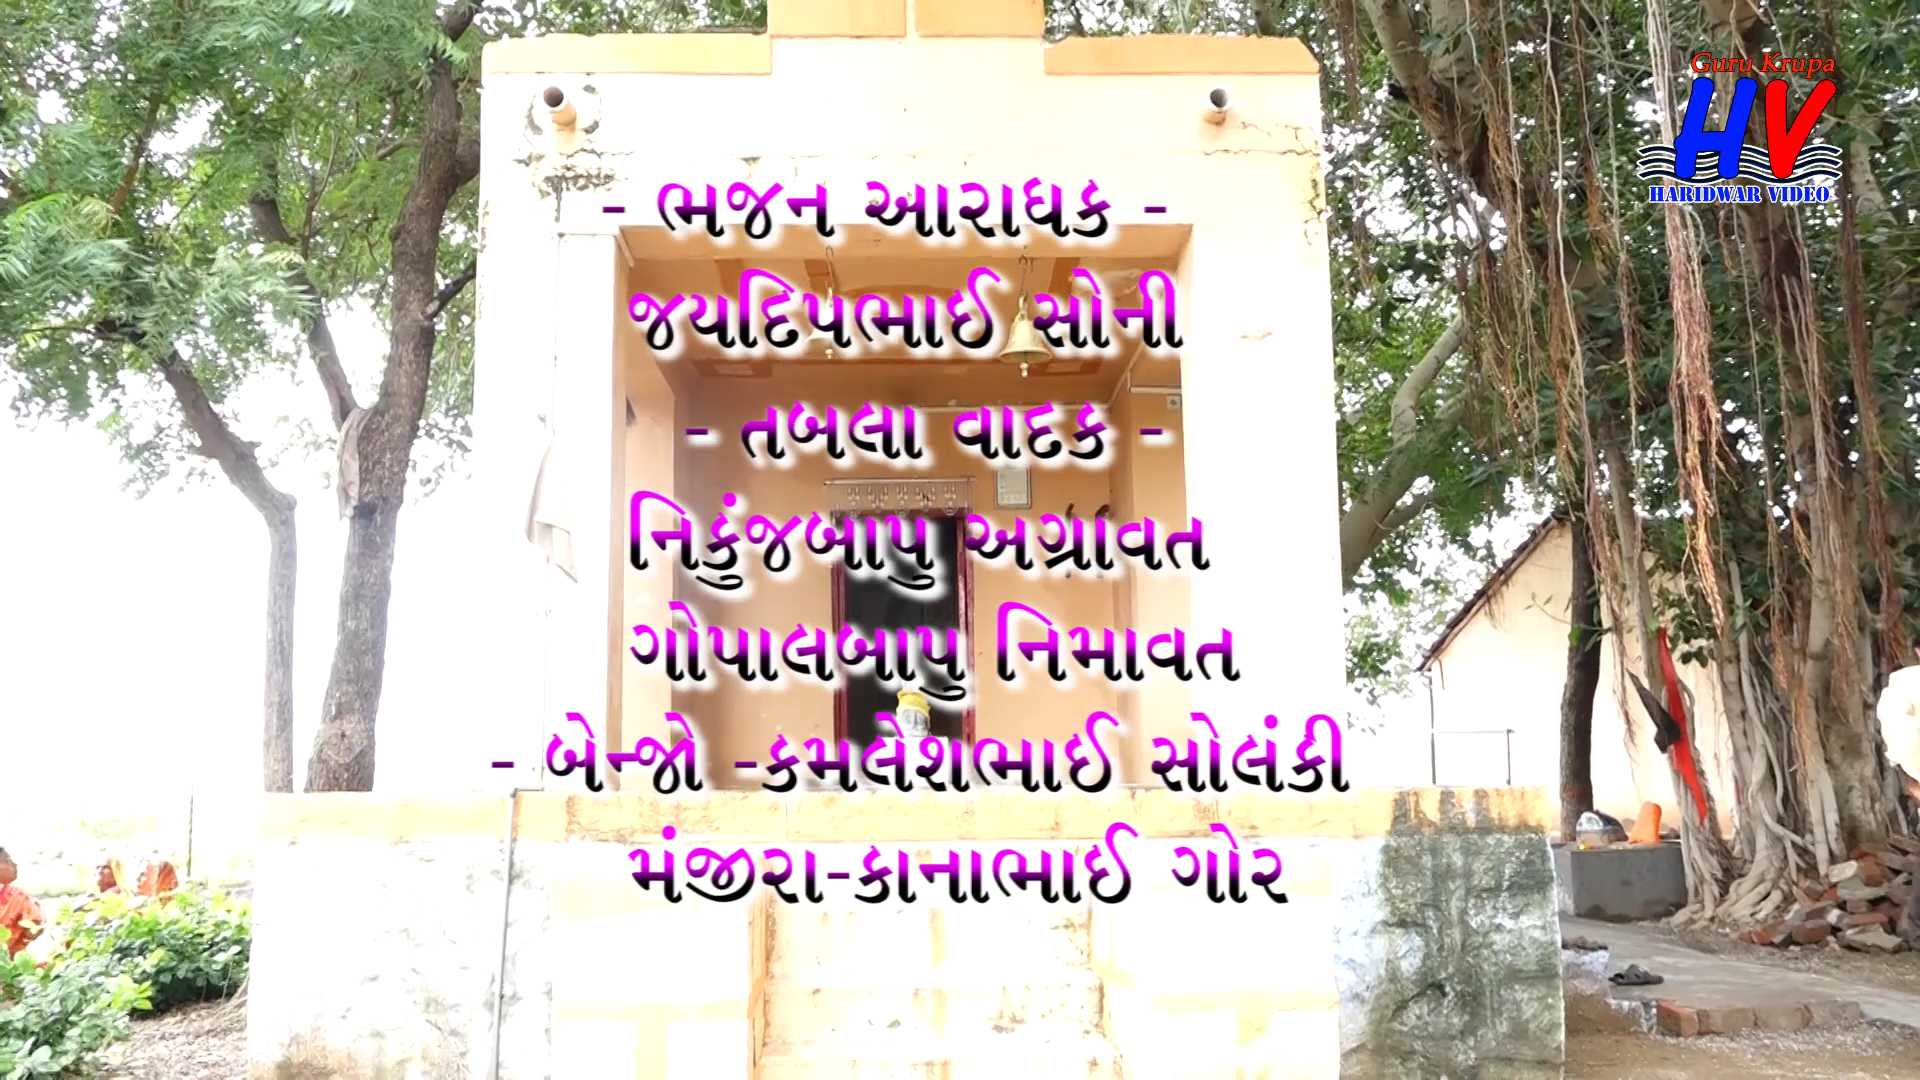 Guru Krupa
HV
HARIDWAR VIDEO
- ભજન આરાધક -
જયદિપભાઈ સોની
- તબલા વાદક -
નિકુંજબાપુ અગ્રાવત
ગોપાલબાપુ નિમાવત
- બેન્જો -કમલેશભાઈ સોલંકી
મંજીરા-કાનાભાઈ ગોર